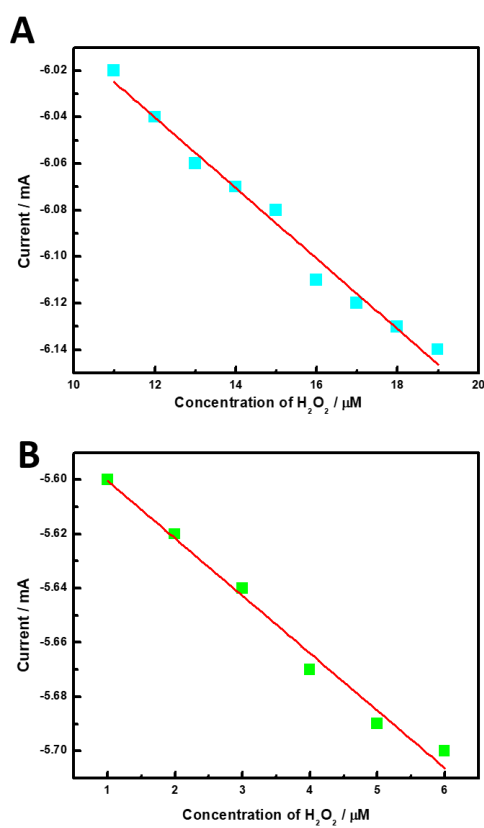 A
-6.02
-6.04
-6.06
-6.08
-6.10
-6.12
-6.14
Current / mA
10 12 14 16 18 20
Concentration of H₂O₂ / μM
B
-5.60
-5.62
-5.64
-5.66
-5.68
-5.70
Current / mA
1 2 3 4 5 6
Concentration of H₂O₂ / μM